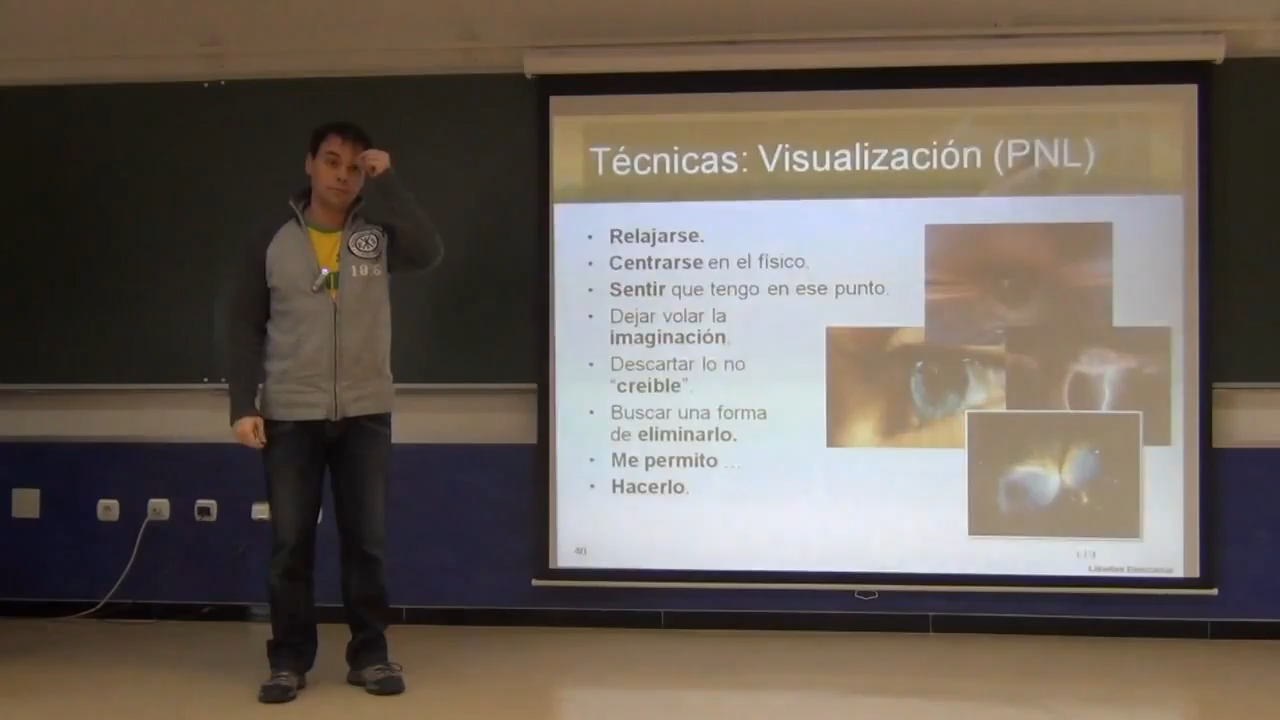 Técnicas: Visualización (PNL)
• Relajarse.
• Centrarse en el físico.
• Sentir que tengo en ese punto.
• Dejar volar la
imaginación.
• Descartar lo no
“creible”.
• Buscar una forma
de eliminarlo.
• Me permito ...
• Hacerlo.
40